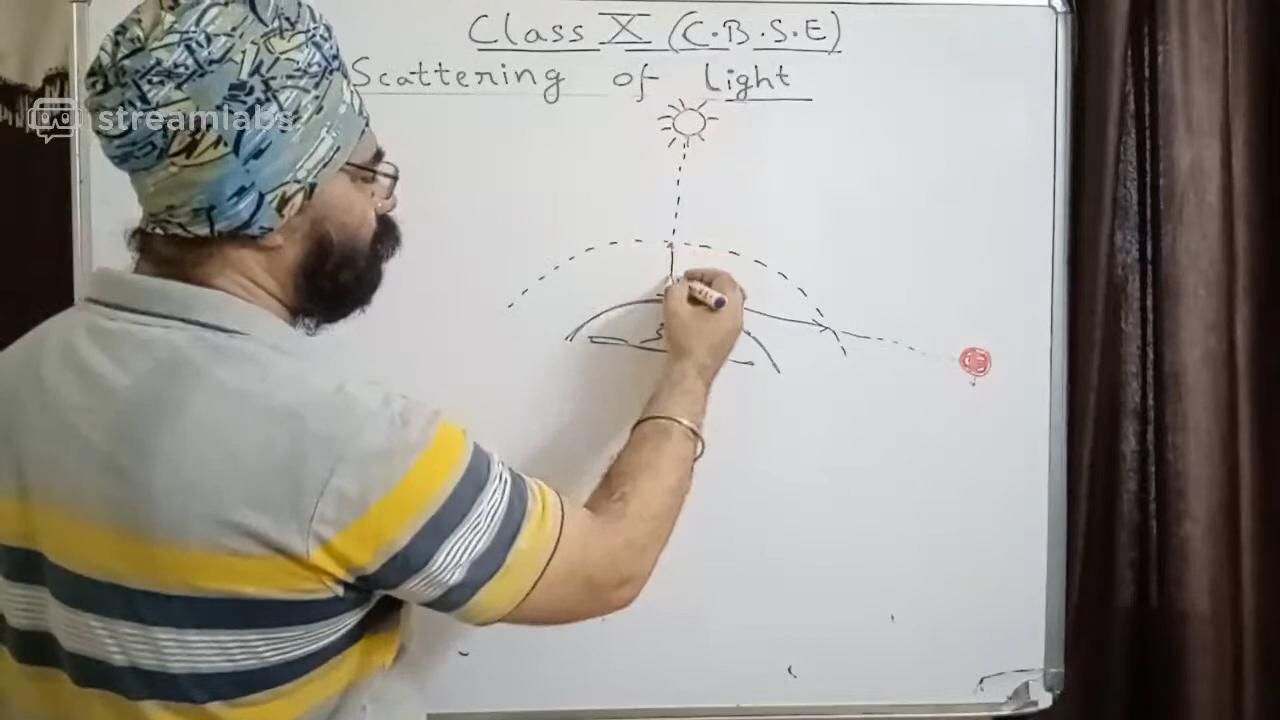 Class X (C.B.S.E)
Scattering of light
streamlabs